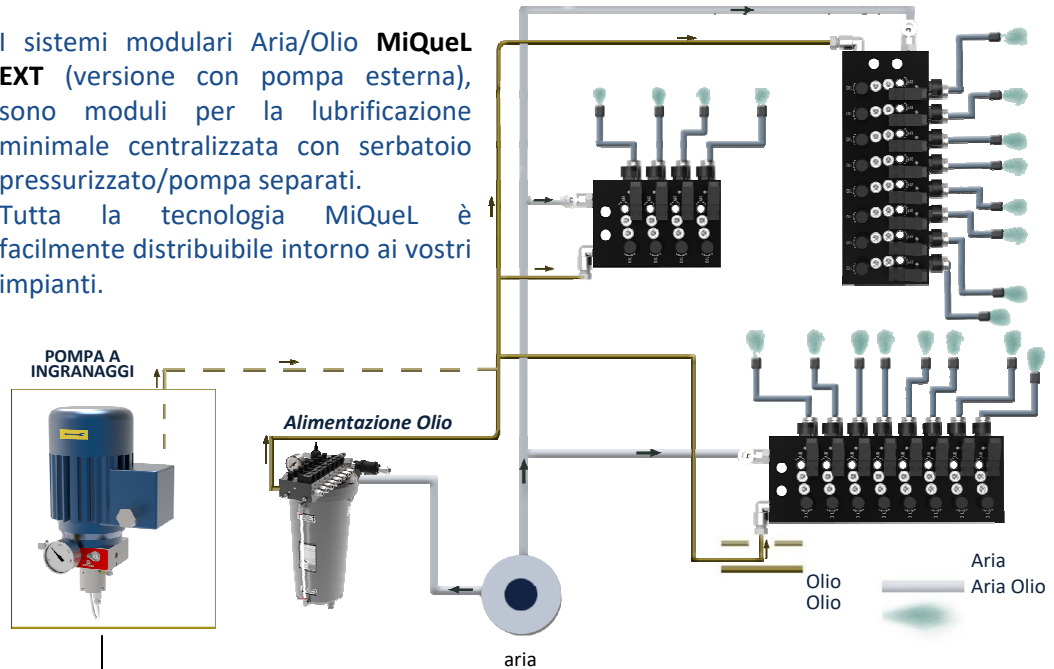 I sistemi modulari Aria/Olio MiQueL
EXT (versione con pompa esterna),
sono moduli per la lubrificazione
minimale centralizzata con serbatoio
pressurizzato/pompa separati.
Tutta la tecnologia MiQueL è
facilmente distribuibile intorno ai vostri
impianti.
POMPA A
INGRANAGGI
Alimentazione Olio
Olio
Olio
Aria
Aria Olio
aria